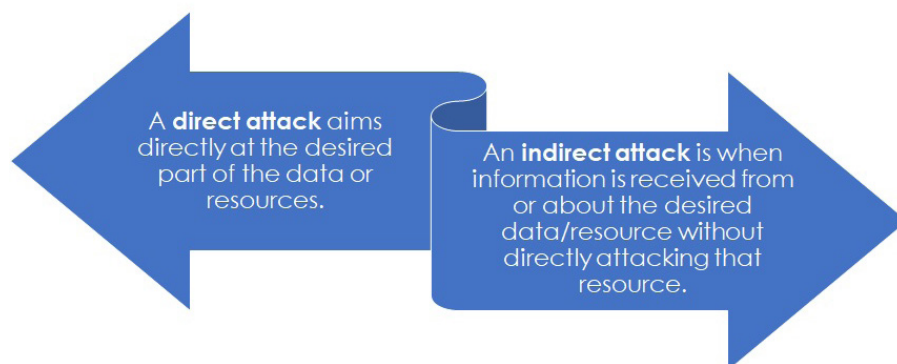 A direct attack aims
directly at the desired
part of the data or
resources.
An indirect attack is when
information is received from
or about the desired
data/resource without
directly attacking that
resource.